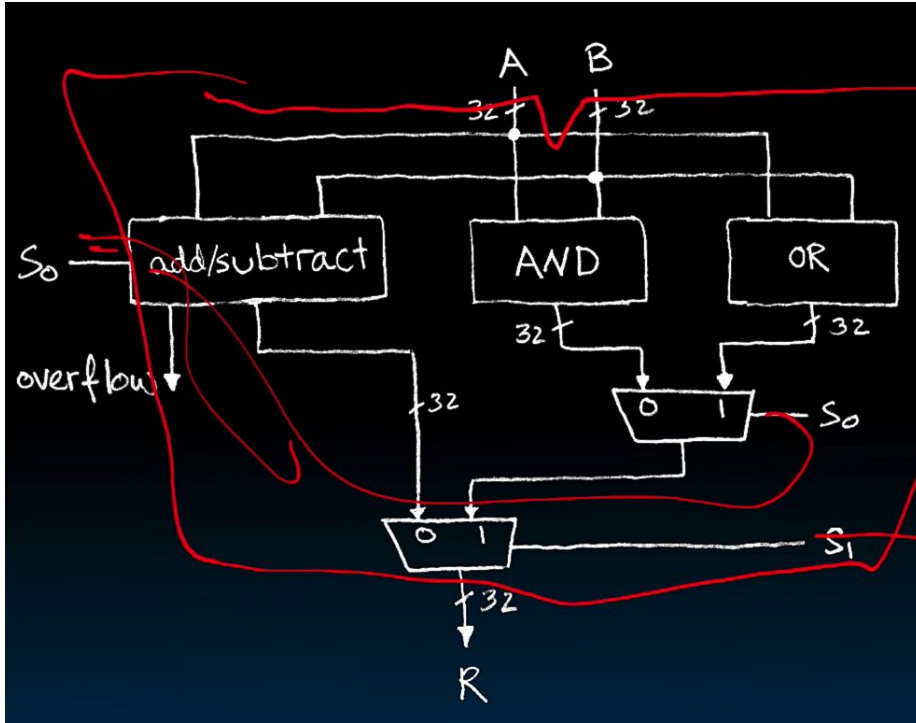 A B
32 32
S0 add/subtract AND OR
32 32
overflow
32
0 1 S0
0 1 S1
32
R